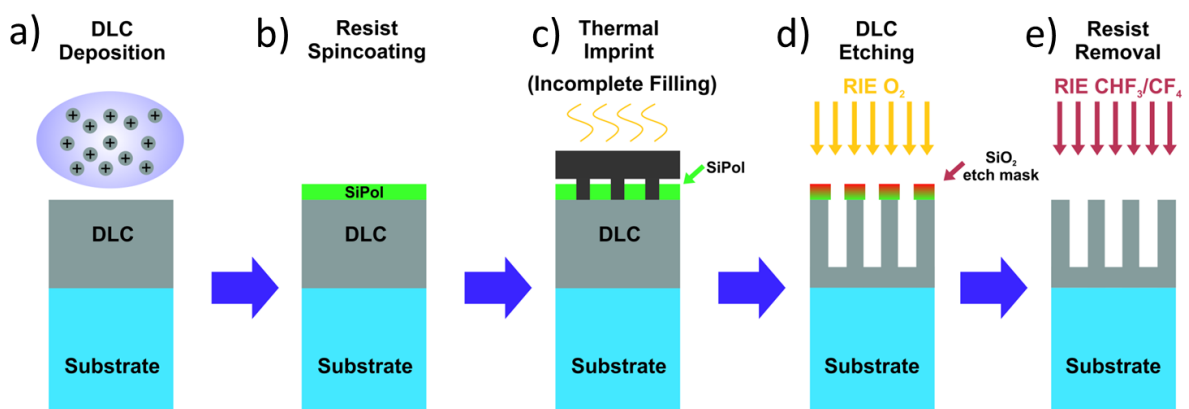 a) DLC
Deposition
+ + + + + + + + + + + + +
DLC
Substrate
b) Resist
Spincoating
SiPol
DLC
Substrate
c) Thermal
Imprint
(Incomplete Filling)
SiPol
DLC
Substrate
d) DLC
Etching
RIE O₂
SiO₂
etch mask
Substrate
e) Resist
Removal
RIE CHF₃/CF₄
Substrate